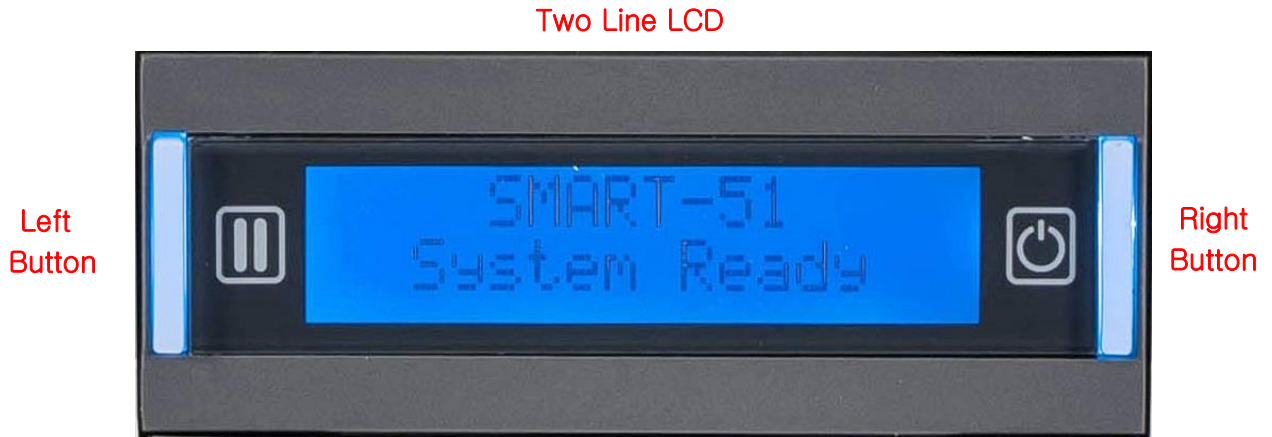 Two Line LCD
SMART-51
System Ready
Left
Button
Right
Button